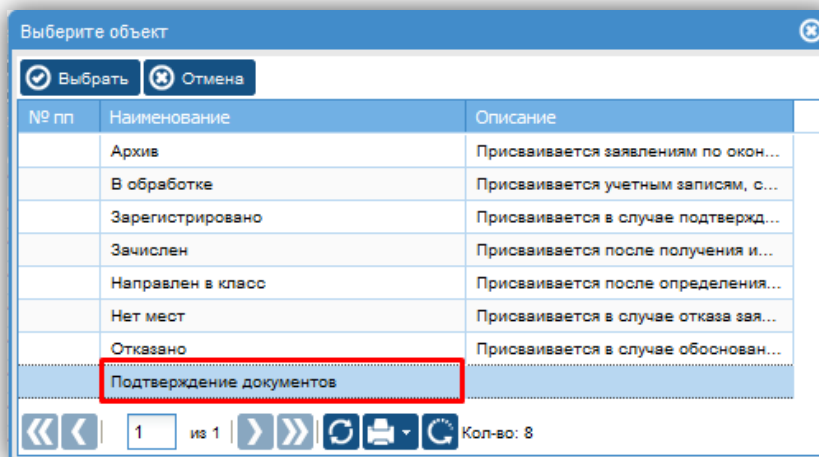 Выберите объект
Выбрать Отмена
№ пп Наименование Описание
Архив Присваивается заявлениям по окон...
В обработке Присваивается учетным записям, с...
Зарегистрировано Присваивается в случае подтвержд...
Зачислен Присваивается после получения и...
Направлен в класс Присваивается после определения...
Нет мест Присваивается в случае отказа зая...
Отказано Присваивается в случае обоснован...
Подтверждение документов
1 из 1 Кол-во: 8